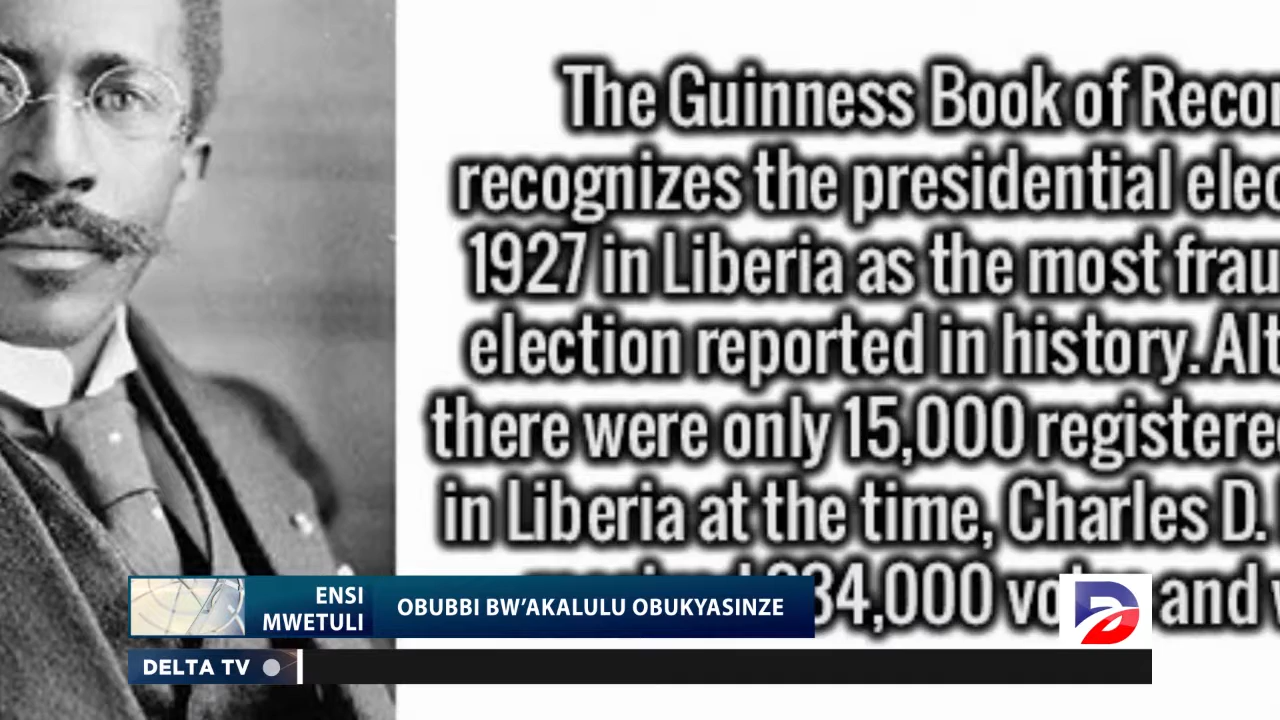 The Guinness Book of Recor
recognizes the presidential elec
1927 in Liberia as the most frau
election reported in history. Alt
there were only 15,000 registere
in Liberia at the time, Charles D.
34,000 and
ENSI
MWETULI
OBUBBI BW'AKALULU OBUKYASINZE
DELTA TV